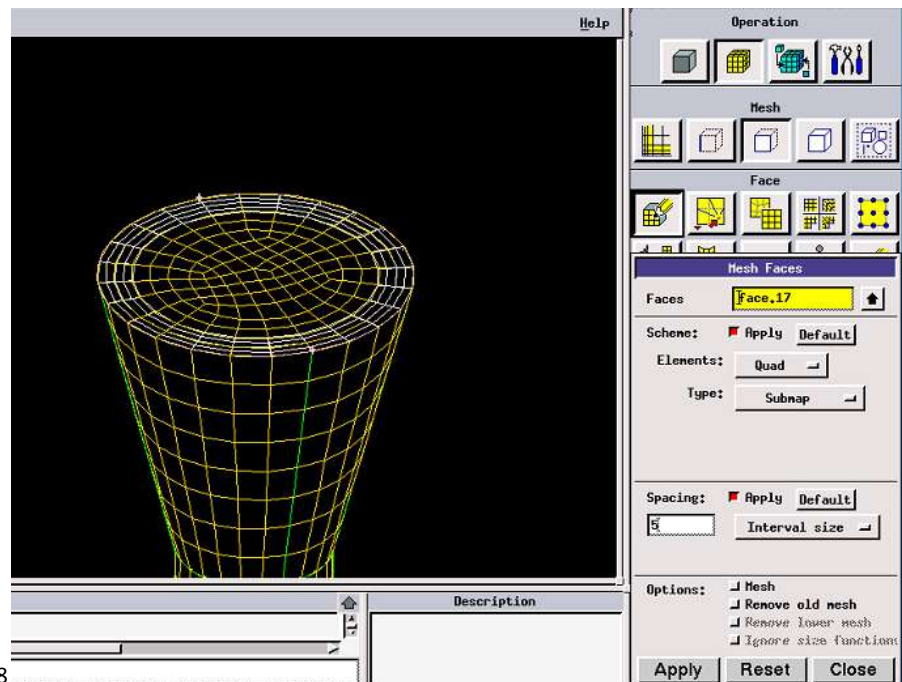 Help
Operation
Mesh
Face
Mesh Faces
Faces face.17
Scheme: Apply Default
Elements: Quad
Type: Submap
Spacing: Apply Default
5 Interval size
Options: Mesh
Remove old mesh
Remove lower mesh
Ignore size functions
Description
Apply Reset Close
8